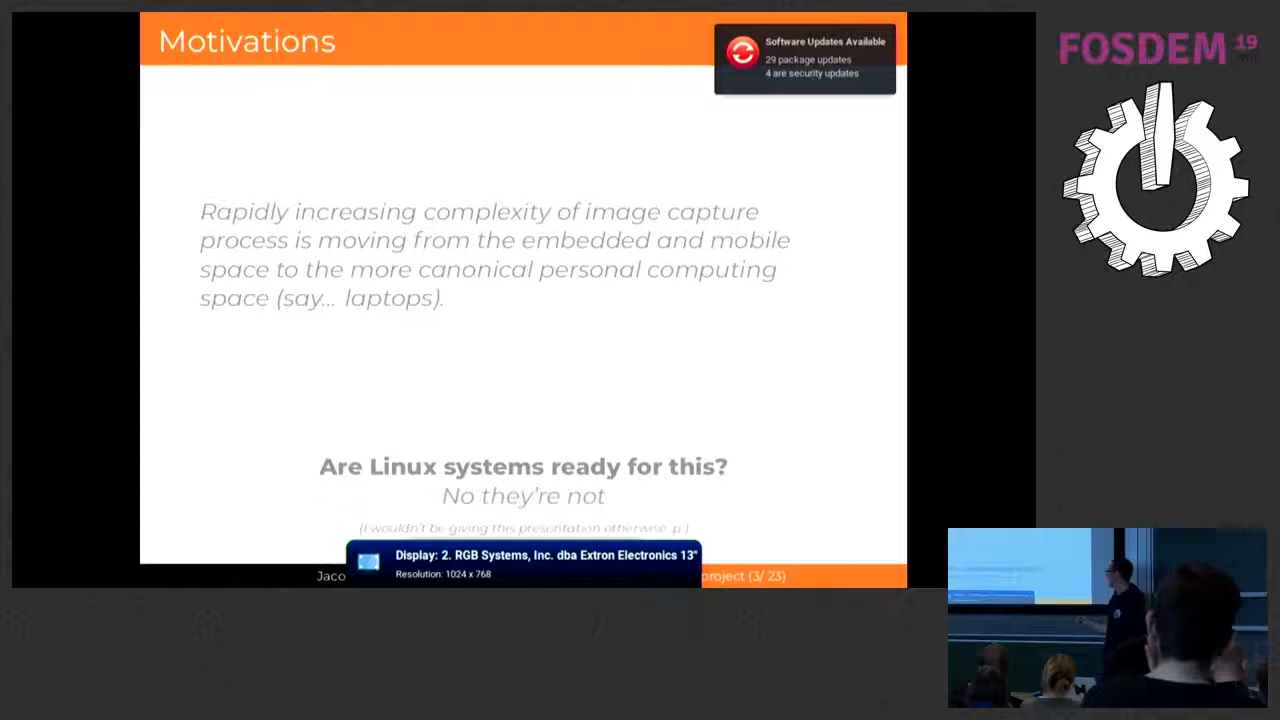 Motivations
Software Updates Available
29 package updates
4 are security updates
FOSDEM 19
Rapidly increasing complexity of image capture
process is moving from the embedded and mobile
space to the more canonical personal computing
space (say... laptops).
Are Linux systems ready for this?
No they're not
(I wouldn't be giving this presentation otherwise :p )
Display: 2. RGB Systems, Inc. dba Extron Electronics 13"
Resolution: 1024 x 768
Jaco
project (3/ 23)